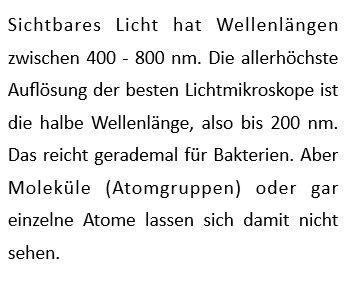 Sichtbares Licht hat Wellenlängen
zwischen 400 - 800 nm. Die allerhöchste
Auflösung der besten Lichtmikroskope ist
die halbe Wellenlänge, also bis 200 nm.
Das reicht gerademal für Bakterien. Aber
Moleküle (Atomgruppen) oder gar
einzelne Atome lassen sich damit nicht
sehen.